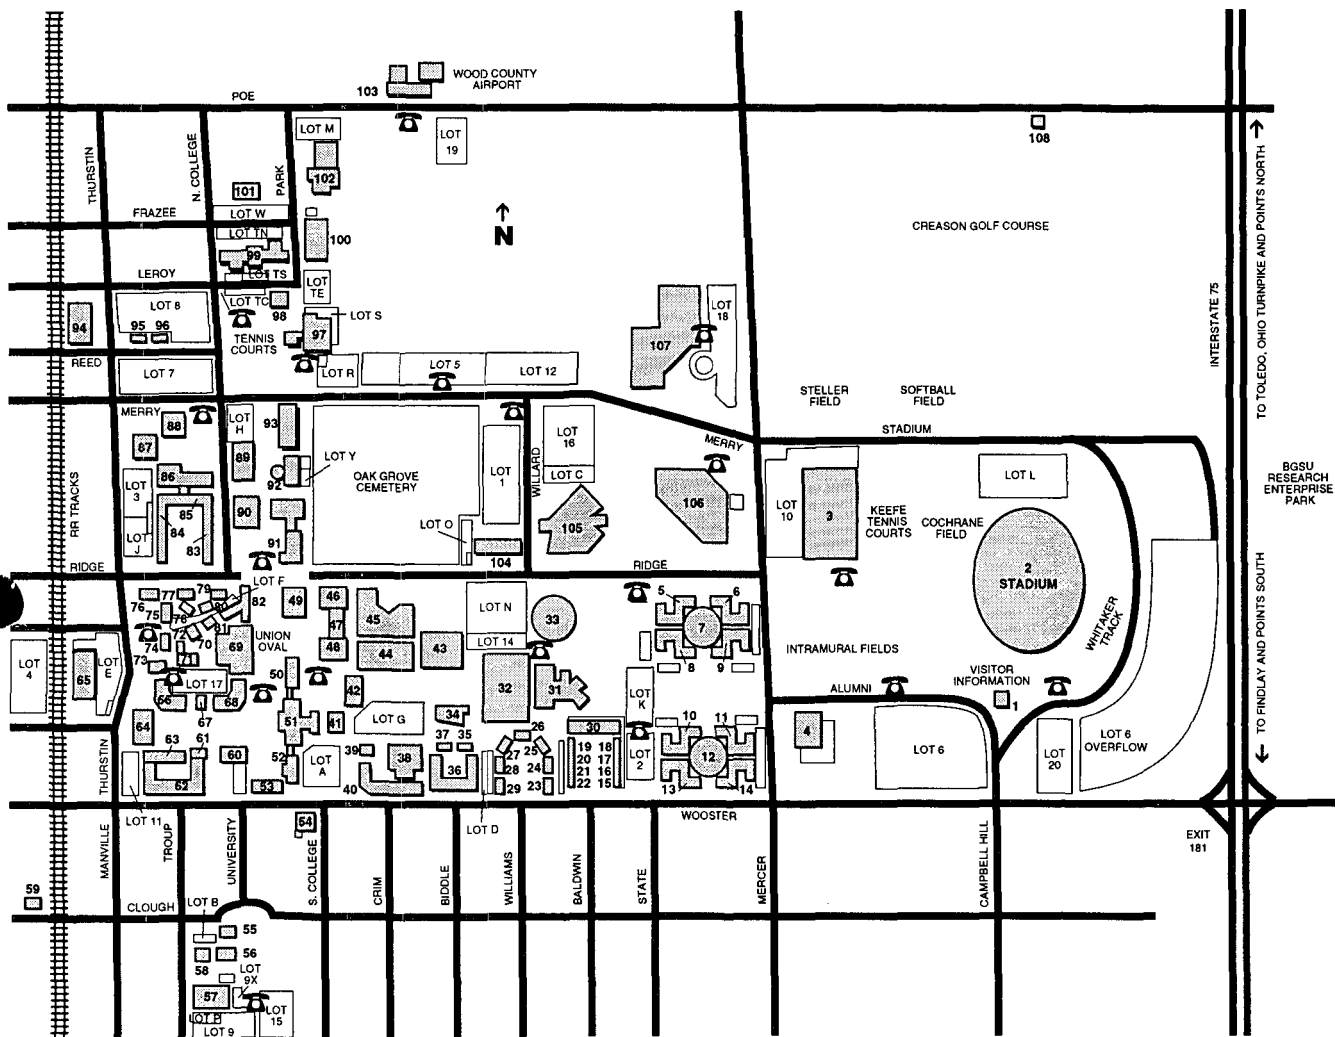 WOOD COUNTY
AIRPORT
103
POE
LOT M
LOT
19
108
THURSTIN
N. COLLEGE
PARK
102
101
FRAZEE
LOT W
LOT TN
100
N
CREASON GOLF COURSE
99
LEROY
LOT TS
LOT
TE
LOT TC
98
LOT 8
LOT S
LOT
18
94
95
96
TENNIS
COURTS
97
107
REED
LOT 7
LOT R
LOT 5
LOT 12
INTERSTATE 75
TO TOLEDO, OHIO TURNPIKE AND POINTS NORTH
STELLER
FIELD
SOFTBALL
FIELD
MERRY
88
LOT
H
93
STADIUM
87
89
LOT Y
LOT
16
MERRY
86
92
OAK GROVE
CEMETERY
LOT
1
WILLARD
LOT C
LOT L
BGSU
RESEARCH
ENTERPRISE
PARK
LOT
3
85
90
106
LOT
10
3
KEEFE
TENNIS
COURTS
COCHRANE
FIELD
RR TRACKS
84
LOT O
105
LOT
J
83
91
104
2
STADIUM
RIDGE
RIDGE
LOT F
79
77
76
75
78
80
82
81
49
46
45
LOT N
33
5
6
7
47
72
70
UNION
OVAL
74
69
48
44
43
LOT 14
INTRAMURAL FIELDS
WHITAKER
TRACK
LOT
4
65
LOT
E
73
71
50
8
9
LOT 17
32
31
VISITOR
INFORMATION
ALUMNI
66
67
68
42
LOT
K
1
64
51
41
LOT G
34
30
10
11
4
LOT 6
LOT 6
OVERFLOW
TO FINDLAY AND POINTS SOUTH
63
61
60
52
39
38
37
35
26
27
25
19
18
12
LOT
2
LOT
20
THURSTIN
62
LOT
A
36
28
24
20
17
21
16
53
40
29
23
22
15
13
14
LOT 11
54
LOT D
WOOSTER
EXIT
181
MANVILLE
TROUP
UNIVERSITY
S. COLLEGE
CRIM
BIDDLE
WILLIAMS
BALDWIN
STATE
MERCER
CAMPBELL HILL
59
CLOUGH
LOT B
55
58
56
LOT
9X
57
LOT
15
LOT P
LOT 9